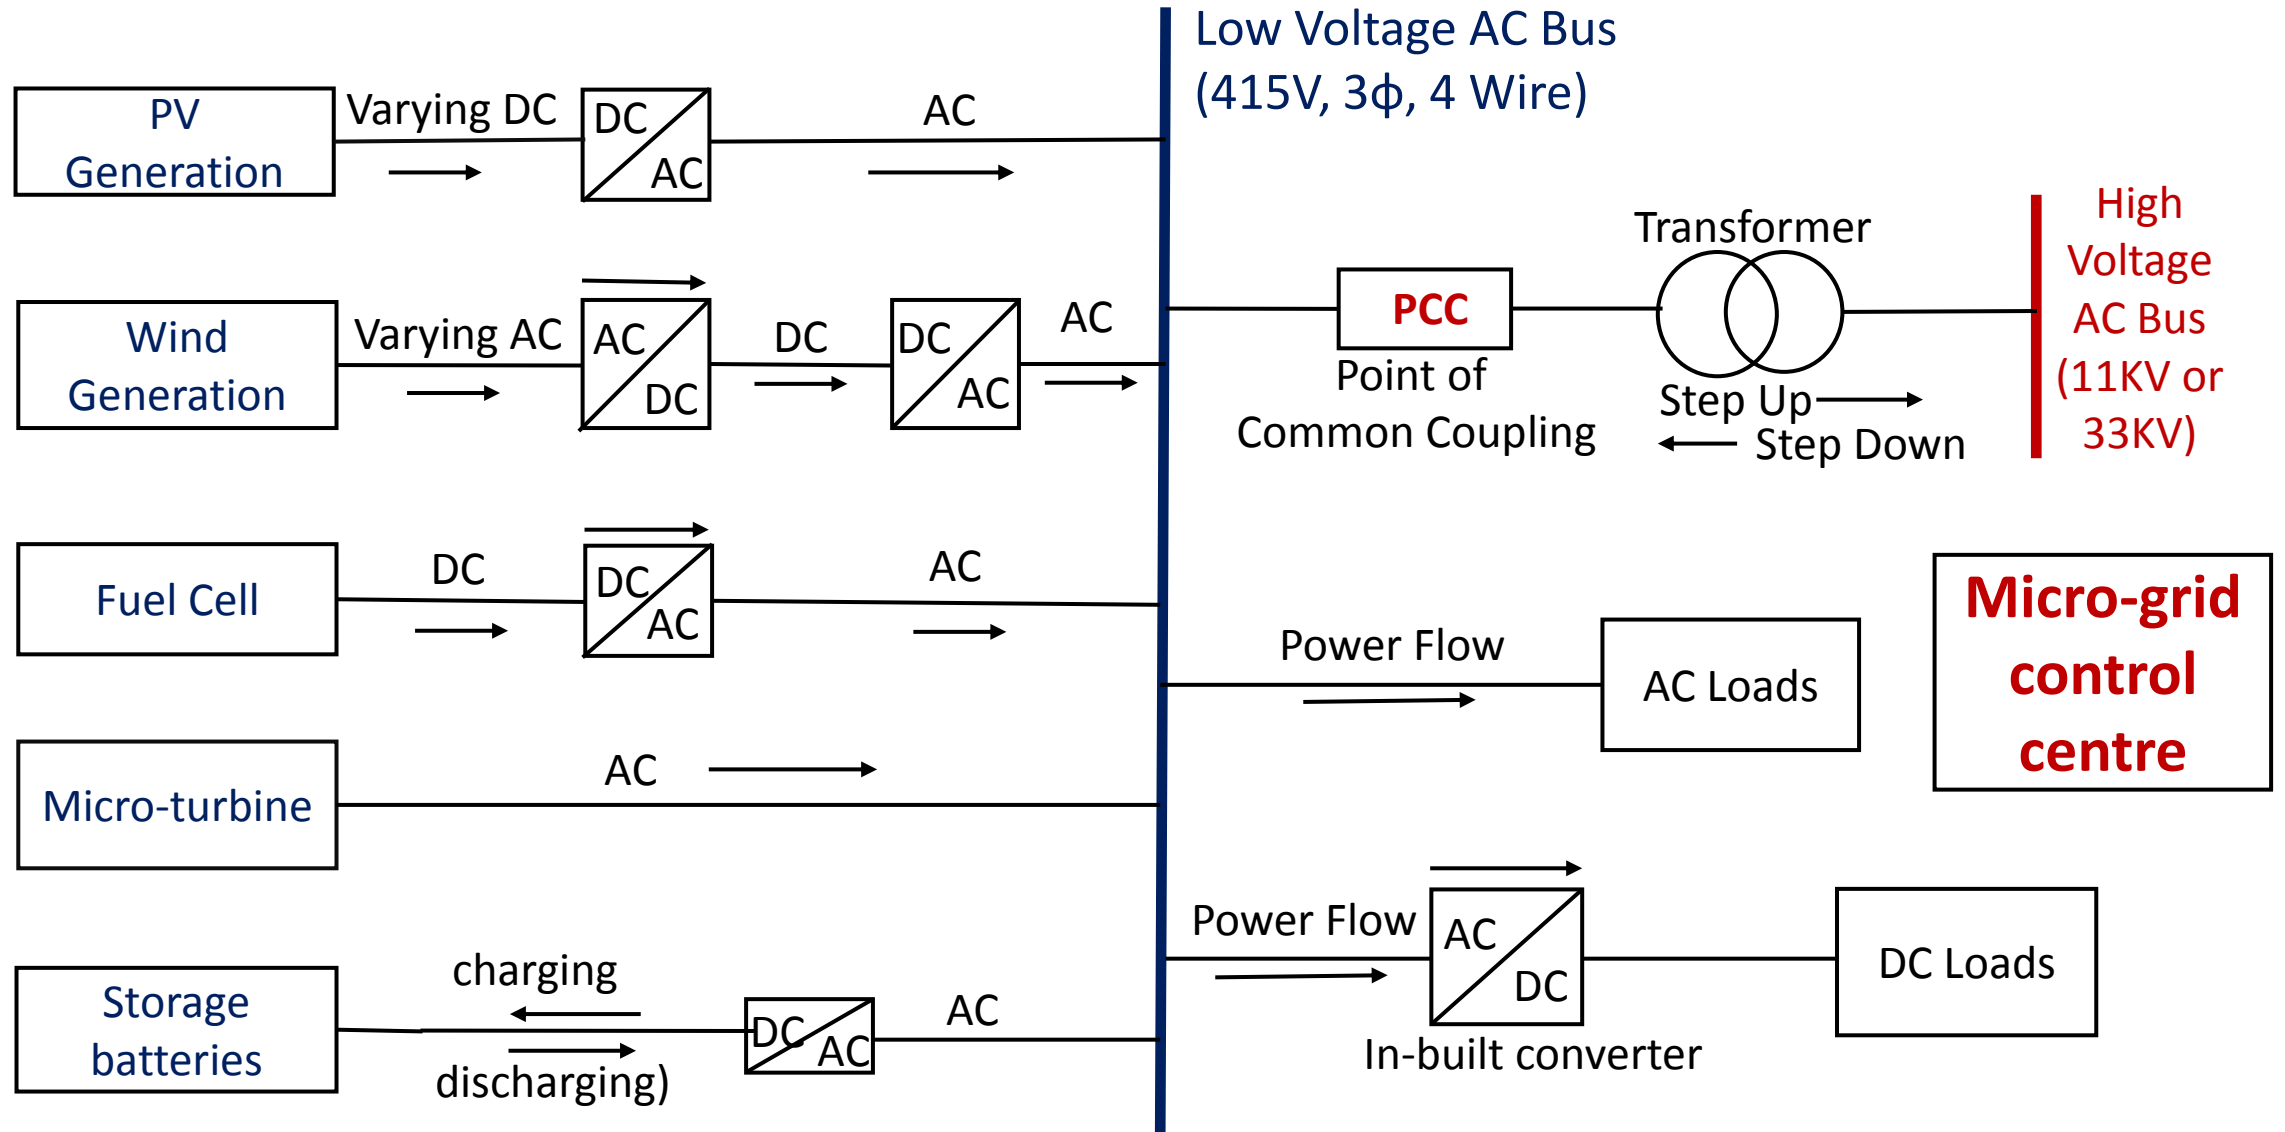 Low Voltage AC Bus
(415V, 3ф, 4 Wire)
PV
Generation
Varying DC
DC
AC
AC
Wind
Generation
Varying AC
AC
DC
DC
DC
AC
AC
Fuel Cell
DC
DC
AC
AC
Micro-turbine
AC
Storage
batteries
charging
discharging)
DC
AC
AC
PCC
Point of
Common Coupling
Transformer
Step Up
Step Down
High
Voltage
AC Bus
(11KV or
33KV)
Power Flow
AC Loads
Micro-grid
control
centre
Power Flow
AC
DC
In-built converter
DC Loads